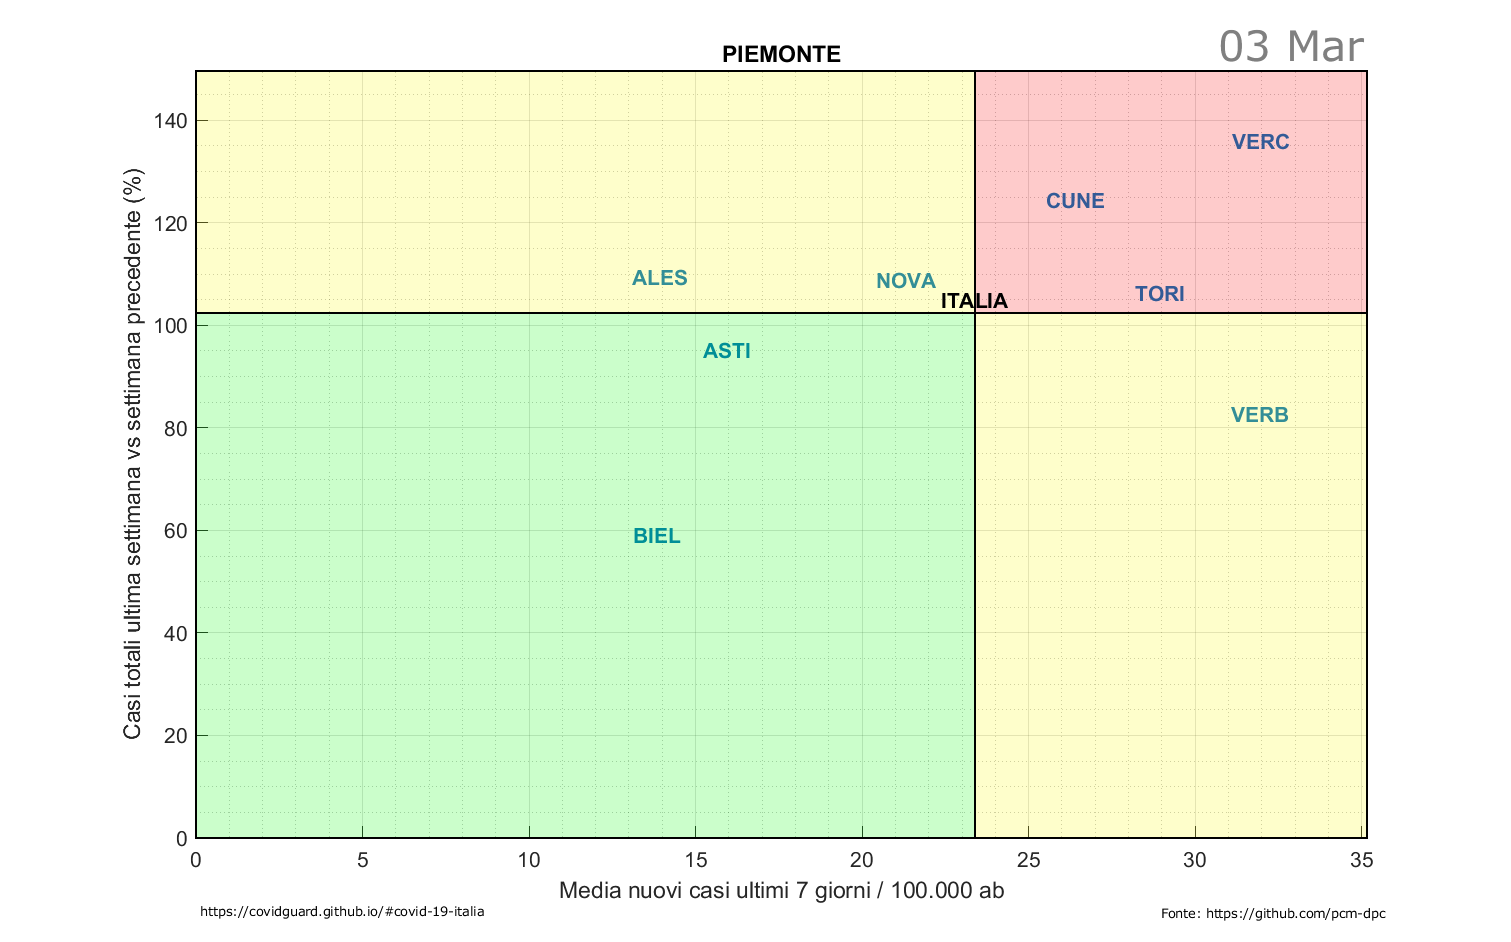 03 Mar
PIEMONTE
140
VERC
CUNE
120
ALES
NOVA
ITALIA
TORI
100
ASTI
80
VERB
60
BIEL
40
20
0
Casi totali ultima settimana vs settimana precedente (%)
0 5 10 15 20 25 30 35
Media nuovi casi ultimi 7 giorni / 100.000 ab
https://covidguard.github.io/#covid-19-italia
Fonte: https://github.com/pcm-dpc